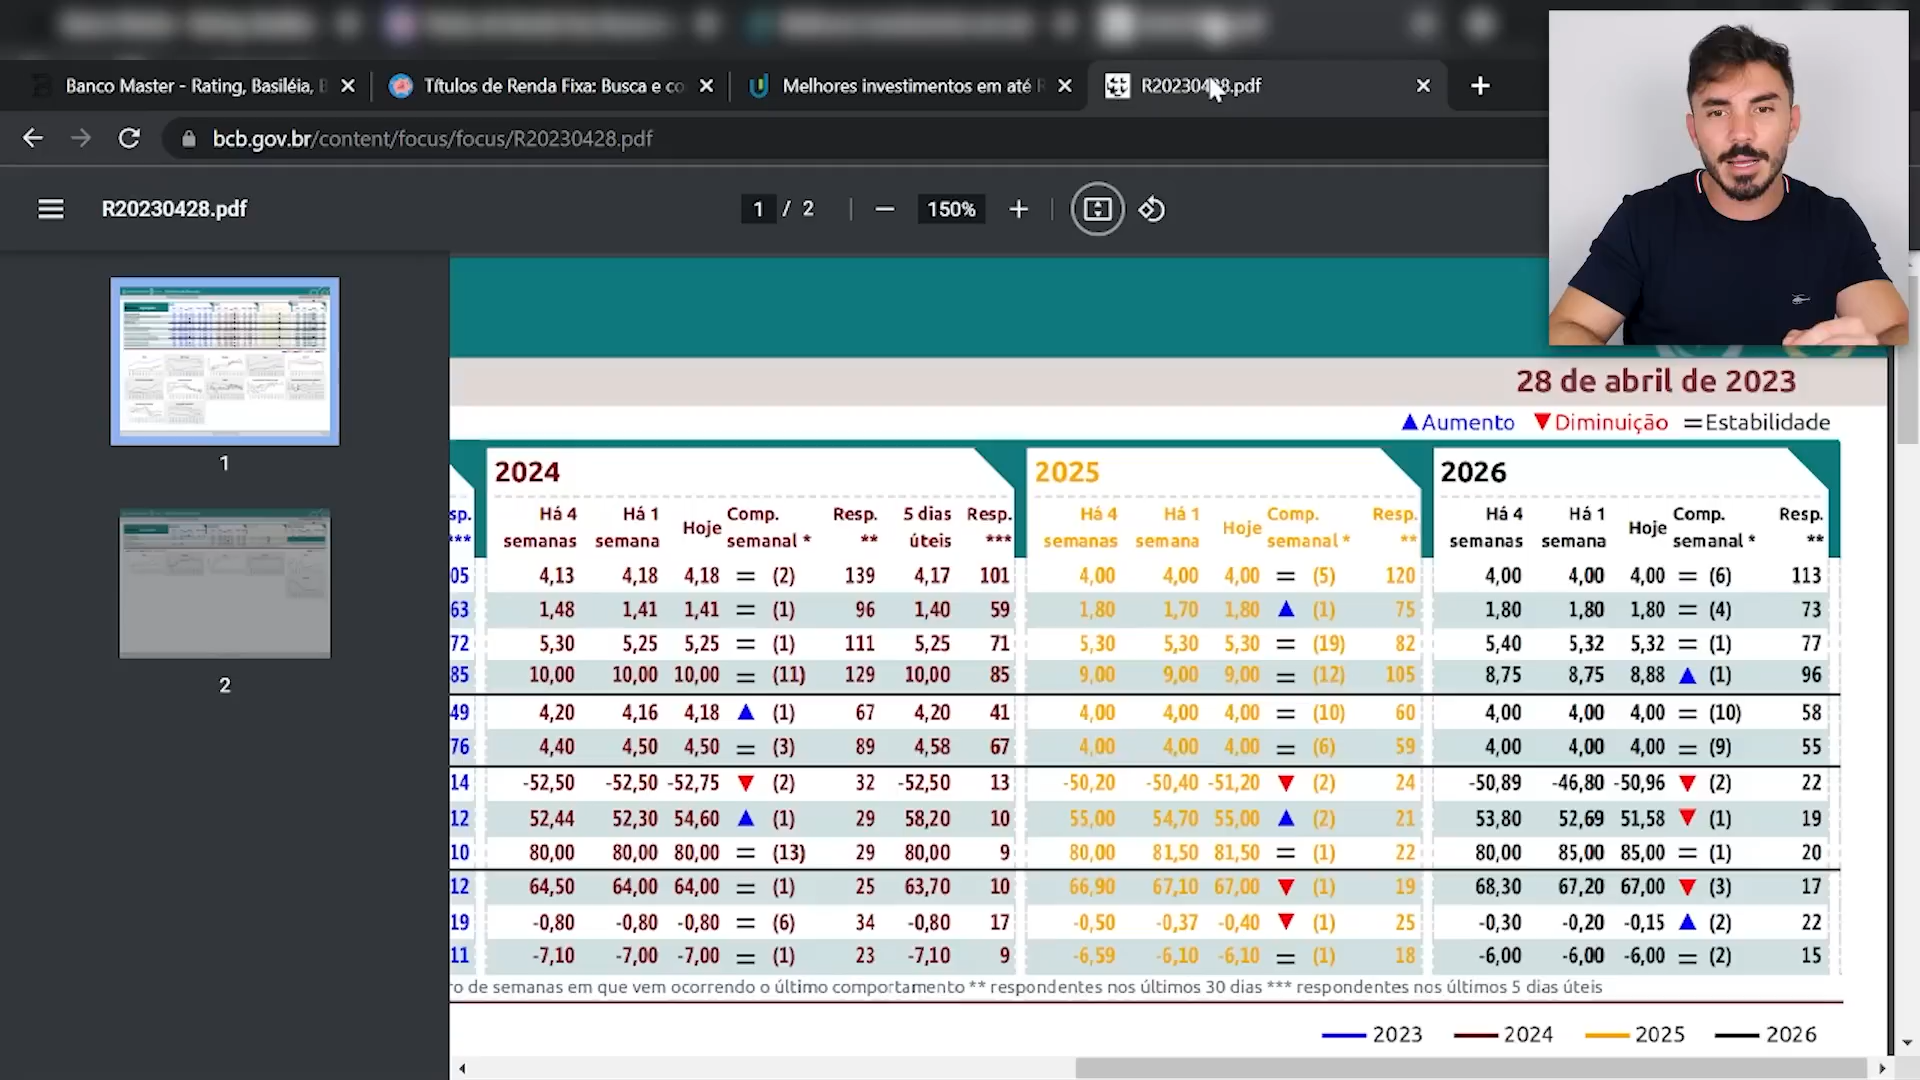 Banco Master - Rating, Basiléia, B
Títulos de Renda Fixa: Busca e co
Melhores investimentos em até R
R20230428.pdf
bcb.gov.br/content/focus/focus/R20230428.pdf
R20230428.pdf
1 / 2
150%
1
2
28 de abril de 2023
▲Aumento ▼Diminuição =Estabilidade
2024 2025 2026
sp. Há 4 Há 1 Hoje Comp. Resp. 5 dias Resp. Há 4 Há 1 Hoje Comp. Resp. Há 4 Há 1 Hoje Comp. Resp.
*** semanas semana semanal * ** úteis *** semanas semana semanal * ** semanas semana semanal * **
05 4,13 4,18 4,18 = (2) 139 4,17 101 4,00 4,00 4,00 = (5) 120 4,00 4,00 4,00 = (6) 113
63 1,48 1,41 1,41 = (1) 96 1,40 59 1,80 1,70 1,80 ▲ (1) 75 1,80 1,80 1,80 = (4) 73
72 5,30 5,25 5,25 = (1) 111 5,25 71 5,30 5,30 5,30 = (19) 82 5,40 5,32 5,32 = (1) 77
85 10,00 10,00 10,00 = (11) 129 10,00 85 9,00 9,00 9,00 = (12) 105 8,75 8,75 8,88 ▲ (1) 96
49 4,20 4,16 4,18 ▲ (1) 67 4,20 41 4,00 4,00 4,00 = (10) 60 4,00 4,00 4,00 = (10) 58
76 4,40 4,50 4,50 = (3) 89 4,58 67 4,00 4,00 4,00 = (6) 59 4,00 4,00 4,00 = (9) 55
14 -52,50 -52,50 -52,75 ▼ (2) 32 -52,50 13 -50,20 -50,40 -51,20 ▼ (2) 24 -50,89 -46,80 -50,96 ▼ (2) 22
12 52,44 52,30 54,60 ▲ (1) 29 58,20 10 55,00 54,70 55,00 ▲ (2) 21 53,80 52,69 51,58 ▼ (1) 19
10 80,00 80,00 80,00 = (13) 29 80,00 9 80,00 81,50 81,50 = (1) 22 80,00 85,00 85,00 = (1) 20
12 64,50 64,00 64,00 = (1) 25 63,70 10 66,90 67,10 67,00 ▼ (1) 19 68,30 67,20 67,00 ▼ (3) 17
19 -0,80 -0,80 -0,80 = (6) 34 -0,80 17 -0,50 -0,37 -0,40 ▼ (1) 25 -0,30 -0,20 -0,15 ▲ (2) 22
11 -7,10 -7,00 -7,00 = (1) 23 -7,10 9 -6,59 -6,10 -6,10 = (1) 18 -6,00 -6,00 -6,00 = (2) 15
ro de semanas em que vem ocorrendo o último comportamento ** respondentes nos últimos 30 dias *** respondentes nos últimos 5 dias úteis
2023 2024 2025 2026